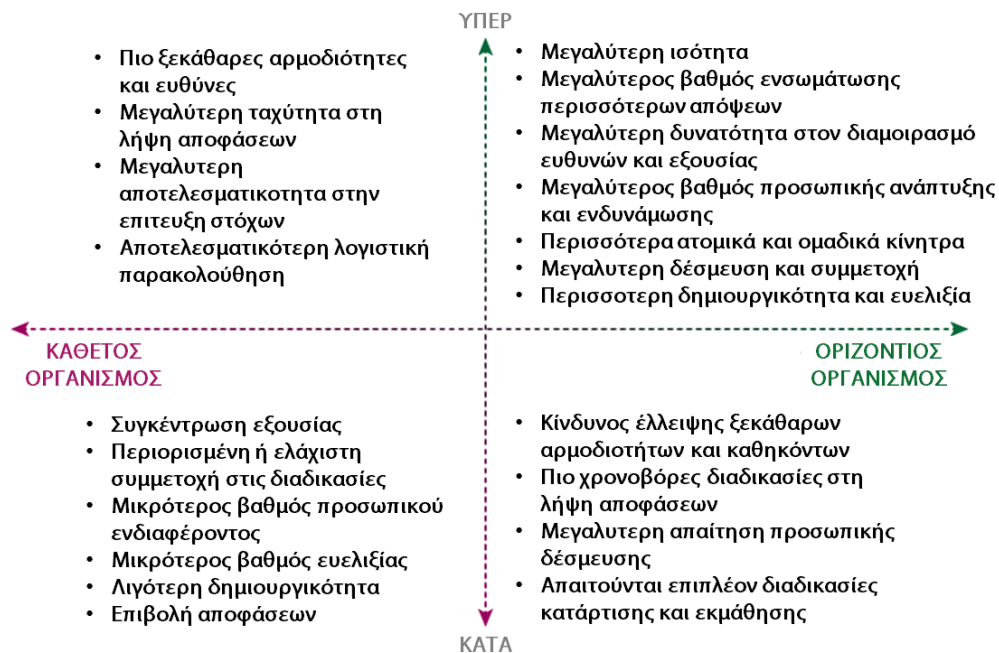 ΥΠΕΡ
• Πιο ξεκάθαρες αρμοδιότητες
και ευθύνες
• Μεγαλύτερη ταχύτητα στη
λήψη αποφάσεων
• Μεγαλυτερη
αποτελεσματικοτητα στην
επιτευξη στόχων
• Αποτελεσματικότερη λογιστική
παρακολούθηση
• Μεγαλύτερη ισότητα
• Μεγαλύτερος βαθμός ενσωμάτωσης
περισσότερων απόψεων
• Μεγαλύτερη δυνατότητα στον διαμοιρασμό
ευθυνών και εξουσίας
• Μεγαλύτερος βαθμός προσωπικής ανάπτυξης
και ενδυνάμωσης
• Περισσότερα ατομικά και ομαδικά κίνητρα
• Μεγαλυτερη δέσμευση και συμμετοχή
• Περισσοτερη δημιουργικότητα και ευελιξία
ΚΑΘΕΤΟΣ
ΟΡΓΑΝΙΣΜΟΣ
ΟΡΙΖΟΝΤΙΟΣ
ΟΡΓΑΝΙΣΜΟΣ
• Συγκέντρωση εξουσίας
• Περιορισμένη ή ελάχιστη
συμμετοχή στις διαδικασίες
• Μικρότερος βαθμός προσωπικού
ενδιαφέροντος
• Μικρότερος βαθμός ευελιξίας
• Λιγότερη δημιουργικότητα
• Επιβολή αποφάσεων
• Κίνδυνος έλλειψης ξεκάθαρων
αρμοδιοτήτων και καθηκόντων
• Πιο χρονοβόρες διαδικασίες στη
λήψη αποφάσεων
• Μεγαλυτερη απαίτηση προσωπικής
δέσμευσης
• Απαιτούνται επιπλέον διαδικασίες
κατάρτισης και εκμάθησης
ΚΑΤΑ